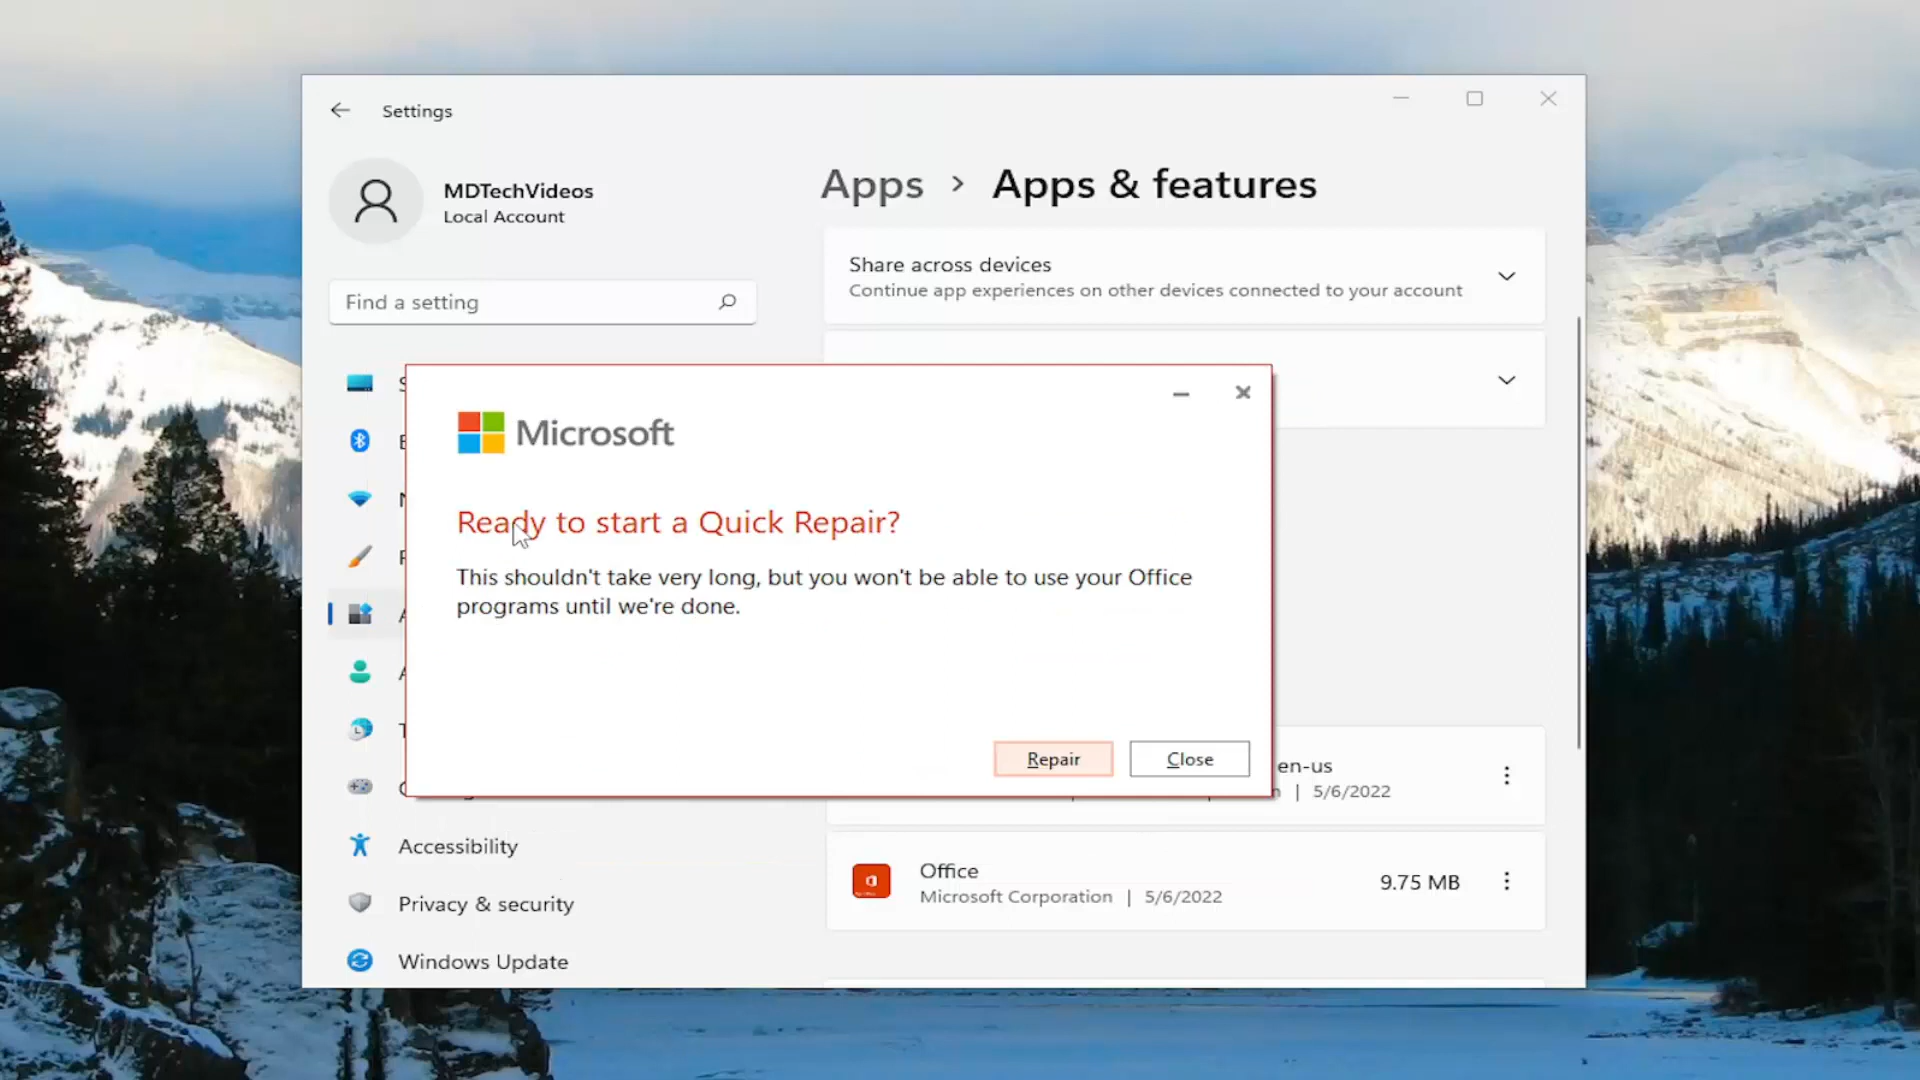 Settings
MDTechVideos
Local Account
Find a setting
Apps > Apps & features
Share across devices
Continue app experiences on other devices connected to your account
Microsoft
Ready to start a Quick Repair?
This shouldn't take very long, but you won't be able to use your Office
programs until we're done.
Repair
Close
en-us
| 5/6/2022
Office
Microsoft Corporation | 5/6/2022
9.75 MB
Accessibility
Privacy & security
Windows Update